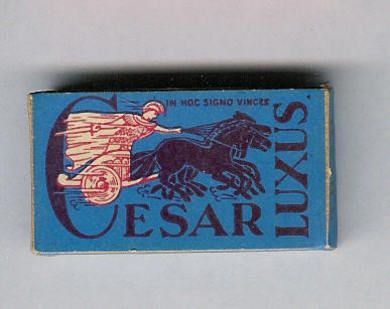 IN HOC SIGNO VINCES
CESAR
LUXUS